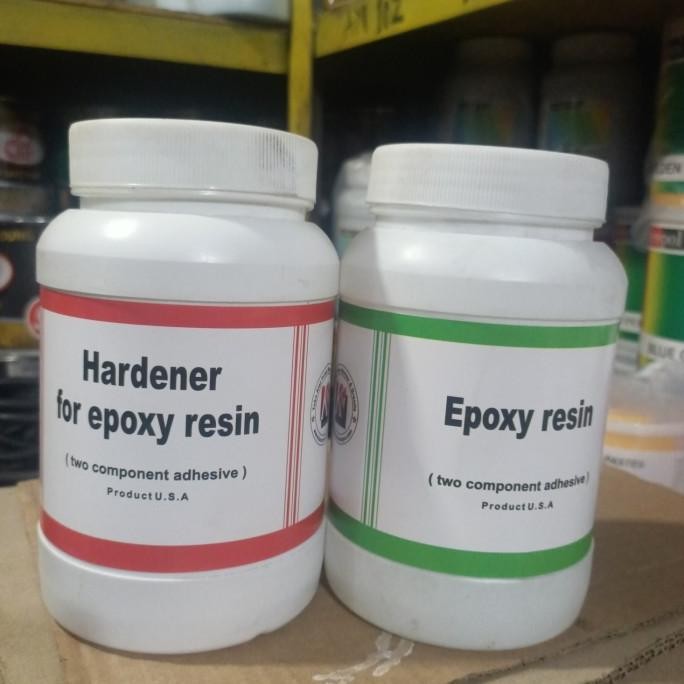 Hardener
for epoxy resin
( two component adhesive )
Product U.S.A
Epoxy resin
( two component adhesive )
Product U.S.A